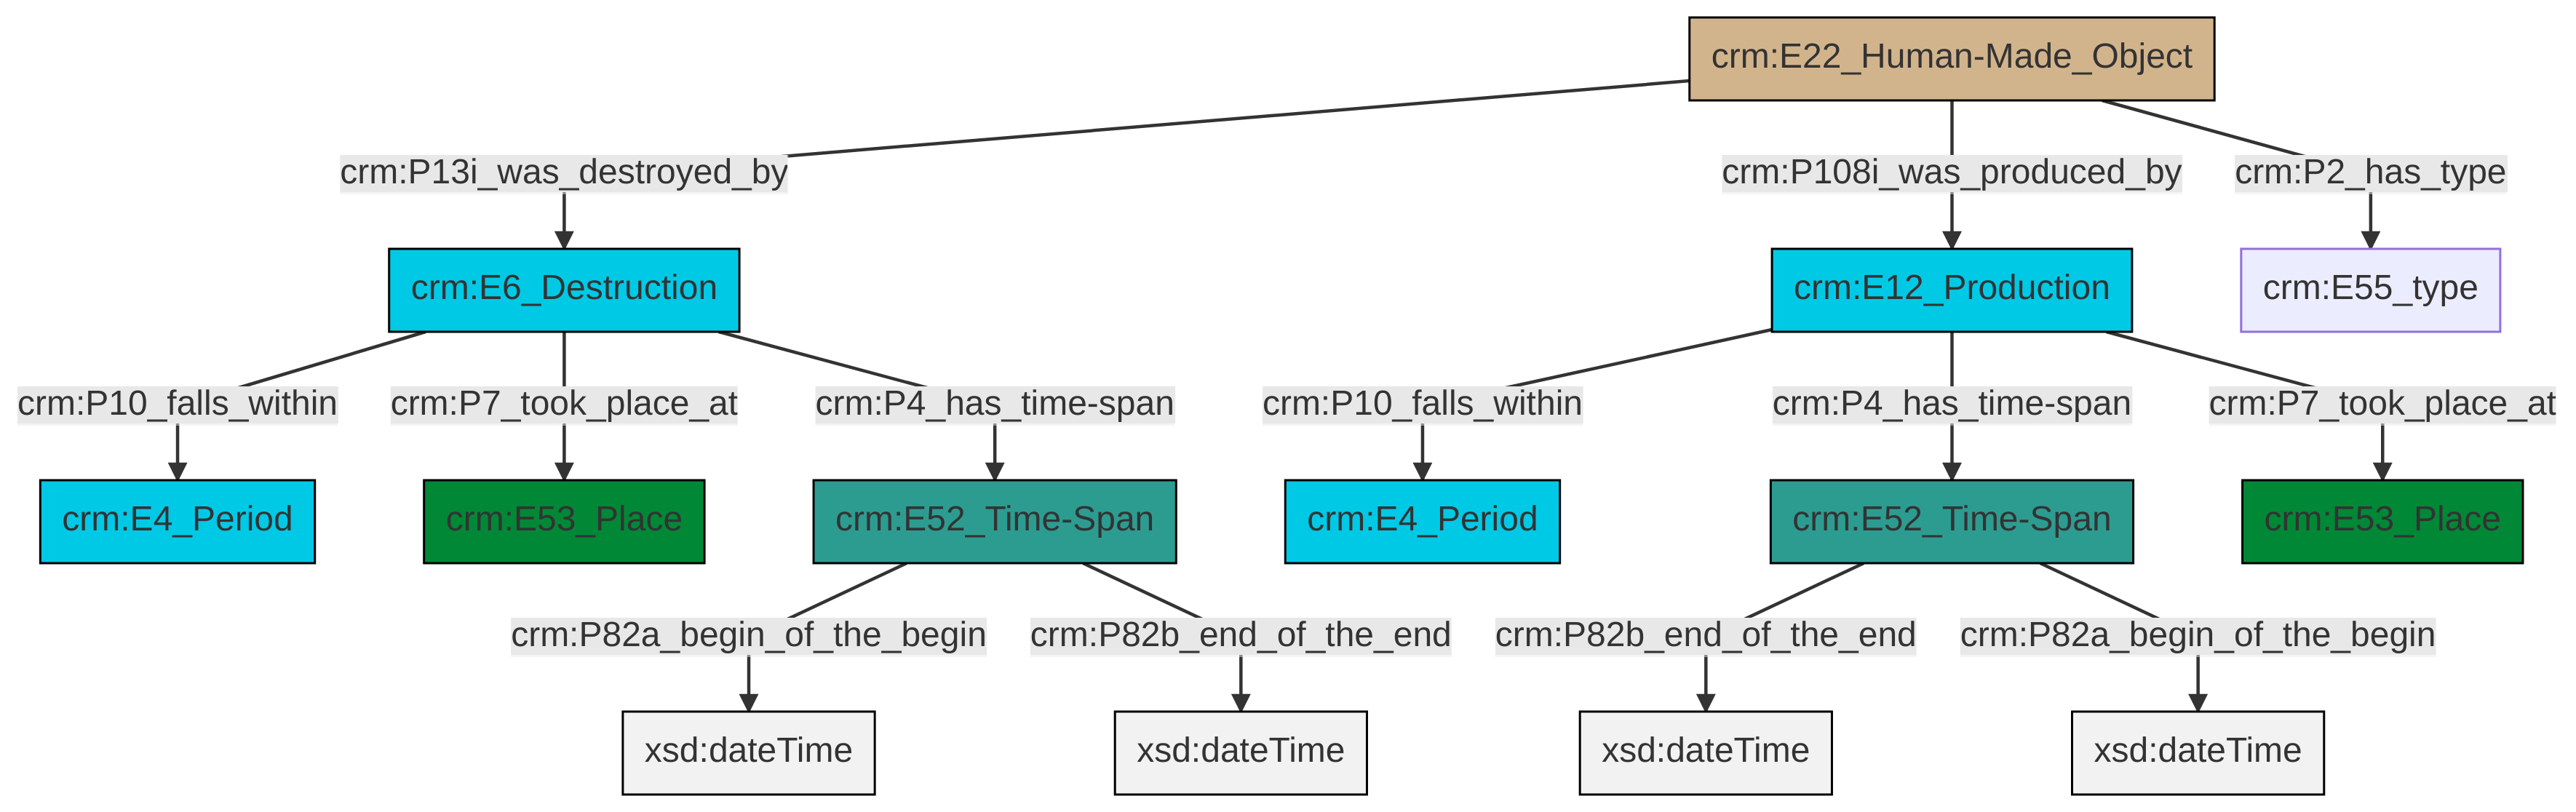 crm:E22_Human-Made_Object
crm:P13i_was_destroyed_by
crm:P108i_was_produced_by
crm:P2_has_type
crm:E6_Destruction
crm:E12_Production
crm:E55_type
crm:P10_falls_within
crm:P7_took_place_at
crm:P4_has_time-span
crm:P10_falls_within
crm:P4_has_time-span
crm:P7_took_place_at
crm:E4_Period
crm:E53_Place
crm:E52_Time-Span
crm:E4_Period
crm:E52_Time-Span
crm:E53_Place
crm:P82a_begin_of_the_begin
crm:P82b_end_of_the_end
crm:P82b_end_of_the_end
crm:P82a_begin_of_the_begin
xsd:dateTime
xsd:dateTime
xsd:dateTime
xsd:dateTime